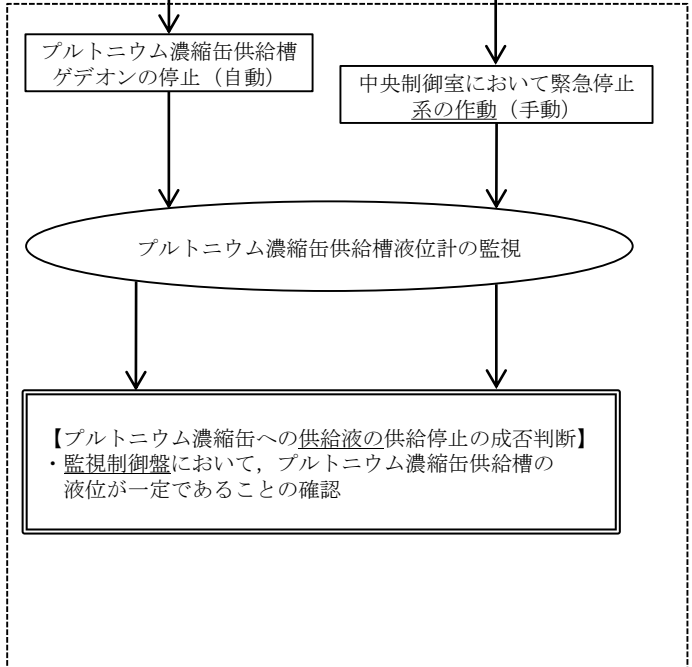 プルトニウム濃縮缶供給槽
ゲデオンの停止（自動）
中央制御室において緊急停止
系の作動（手動）
プルトニウム濃縮缶供給槽液位計の監視
【プルトニウム濃縮缶への供給液の供給停止の成否判断】
・監視制御盤において，プルトニウム濃縮缶供給槽の
液位が一定であることの確認